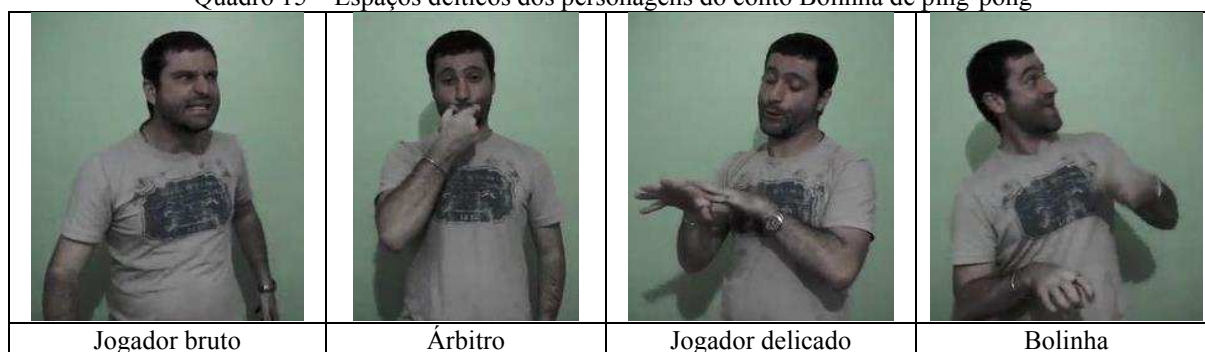 Quadro 15 – Espaços dêiticos dos personagens do conto Bolinha de ping-pong
Jogador bruto
Árbitro
Jogador delicado
Bolinha